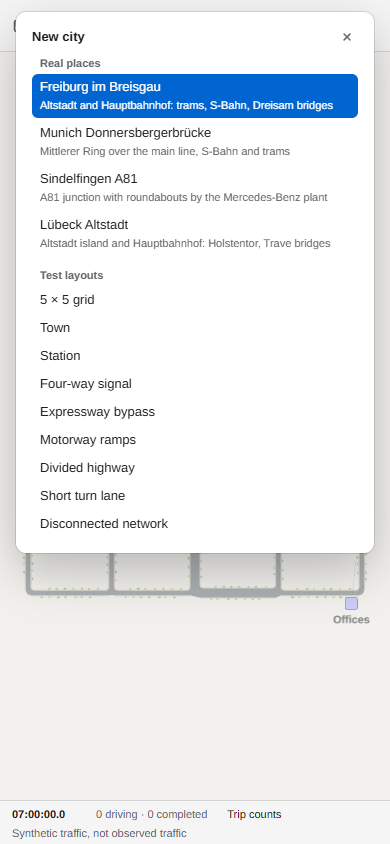 New city
×
Real places
Freiburg im Breisgau
Altstadt and Hauptbahnhof: trams, S-Bahn, Dreisam bridges
Munich Donnersbergerbrücke
Mittlerer Ring over the main line, S-Bahn and trams
Sindelfingen A81
A81 junction with roundabouts by the Mercedes-Benz plant
Lübeck Altstadt
Altstadt island and Hauptbahnhof: Holstentor, Trave bridges
Test layouts
5 × 5 grid
Town
Station
Four-way signal
Expressway bypass
Motorway ramps
Divided highway
Short turn lane
Disconnected network
Offices
07:00:00.0 0 driving · 0 completed Trip counts
Synthetic traffic, not observed traffic